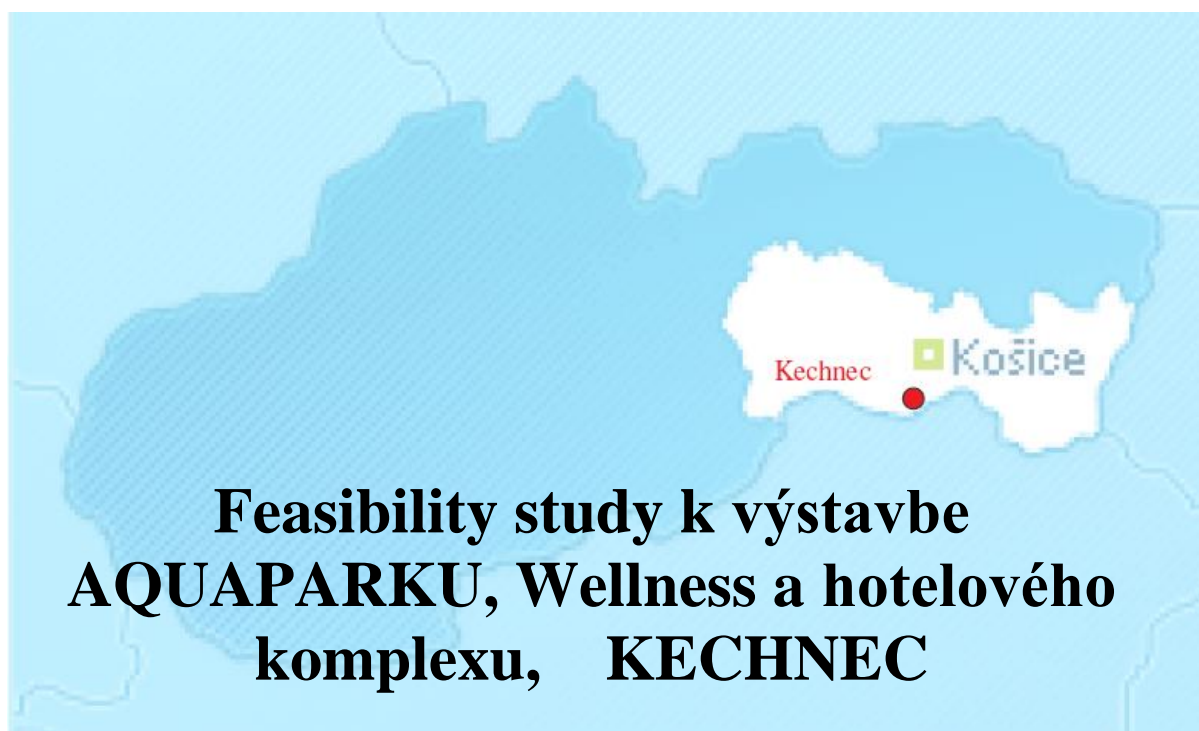 Košice
Kechnec
Feasibility study k výstavbe
AQUAPARKU, Wellness a hotelového
komplexu, KECHNEC